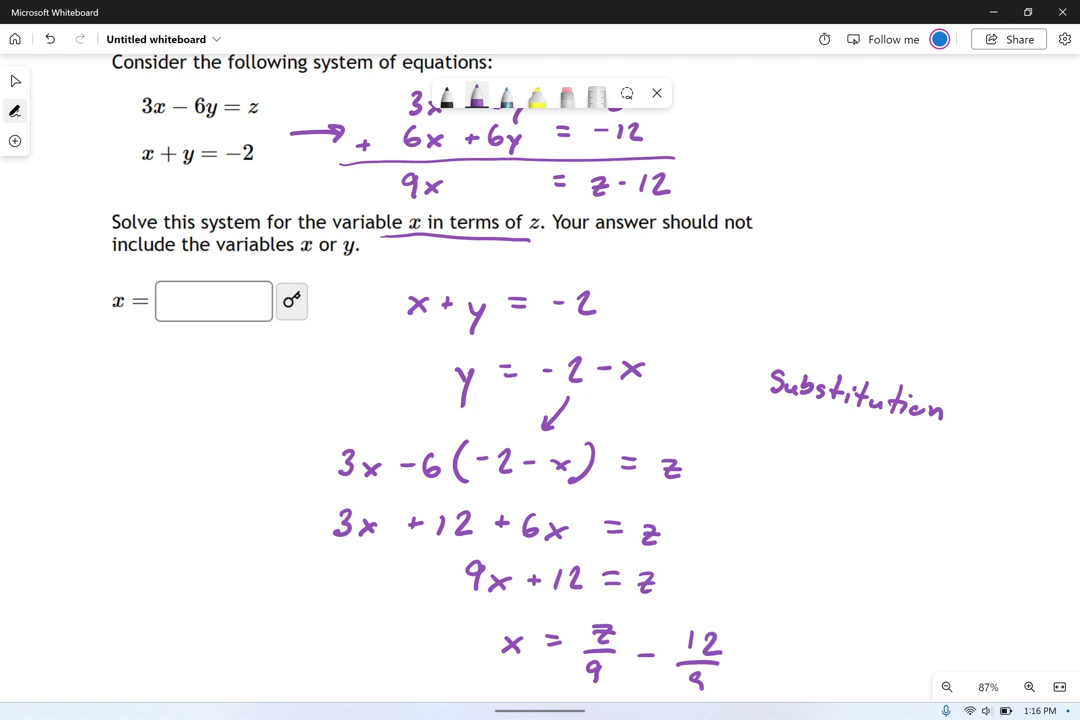 Microsoft Whiteboard
Untitled whiteboard
Follow me
Share
Consider the following system of equations:
3x − 6y = z
x + y = −2
3x
+ 6x + 6y = -12
9x = z - 12
Solve this system for the variable x in terms of z. Your answer should not
include the variables x or y.
x =
x + y = -2
y = -2 - x
Substitution
3x - 6(-2 - x) = z
3x + 12 + 6x = z
9x + 12 = z
x = z/9 - 12/9
87%
1:16 PM